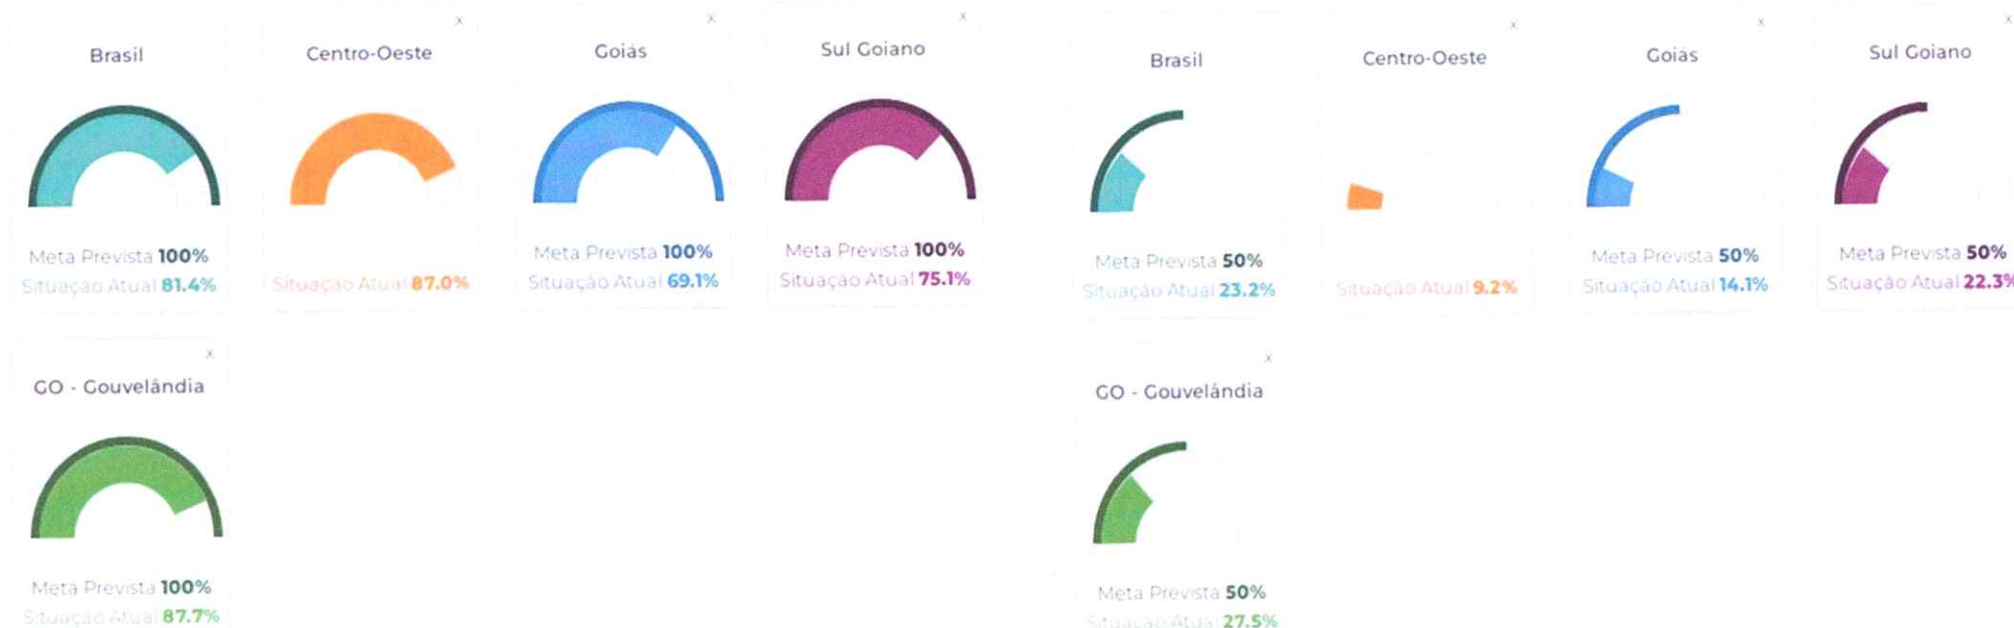 Brasil
Meta Prevista 100%
Situação Atual 81.4%
x
Centro-Oeste
Situação Atual 87.0%
x
Goiás
Meta Prevista 100%
Situação Atual 69.1%
x
Sul Goiano
Meta Prevista 100%
Situação Atual 75.1%
x
GO - Gouvelândia
Meta Prevista 100%
Situação Atual 87.7%
Brasil
Meta Prevista 50%
Situação Atual 23.2%
x
Centro-Oeste
Situação Atual 9.2%
x
Goiás
Meta Prevista 50%
Situação Atual 14.1%
x
Sul Goiano
Meta Prevista 50%
Situação Atual 22.3%
x
GO - Gouvelândia
Meta Prevista 50%
Situação Atual 27.5%